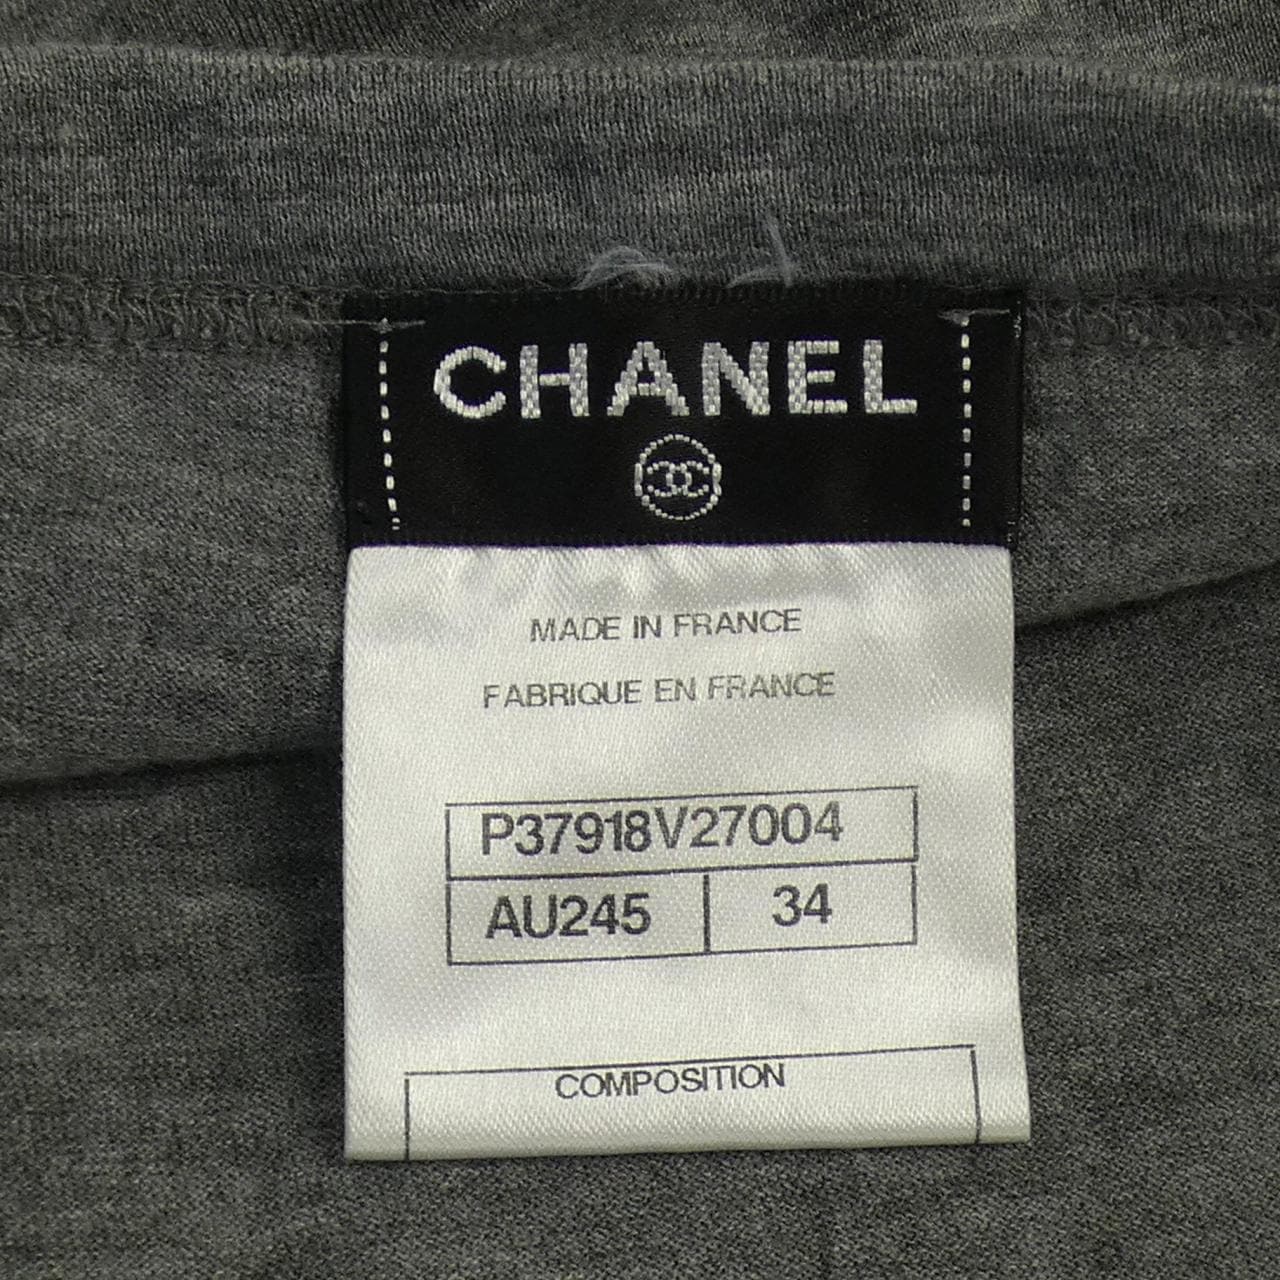 CHANEL
MADE IN FRANCE
FABRIQUE EN FRANCE
P37918V27004
AU245 34
COMPOSITION